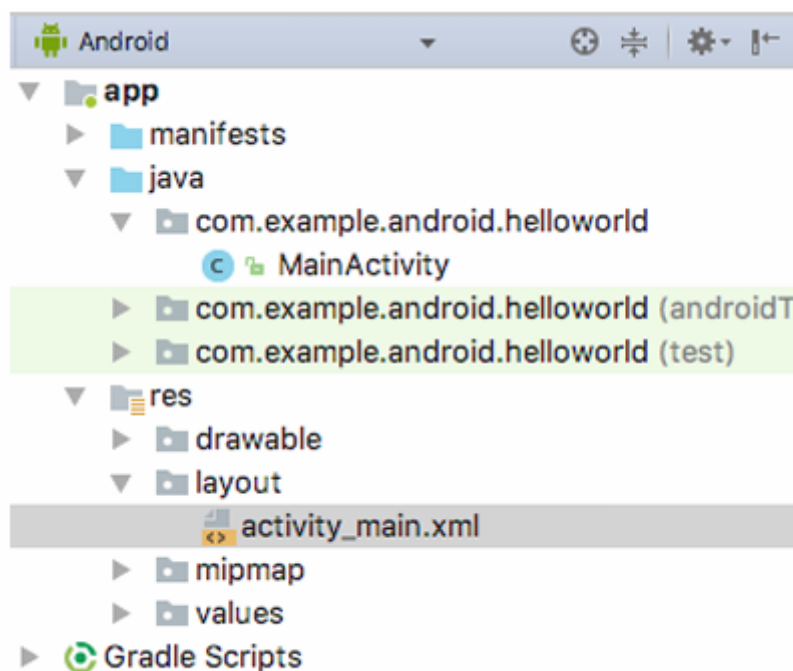 Android
app
manifests
java
com.example.android.helloworld
C MainActivity
com.example.android.helloworld (androidT
com.example.android.helloworld (test)
res
drawable
layout
<> activity_main.xml
mipmap
values
Gradle Scripts